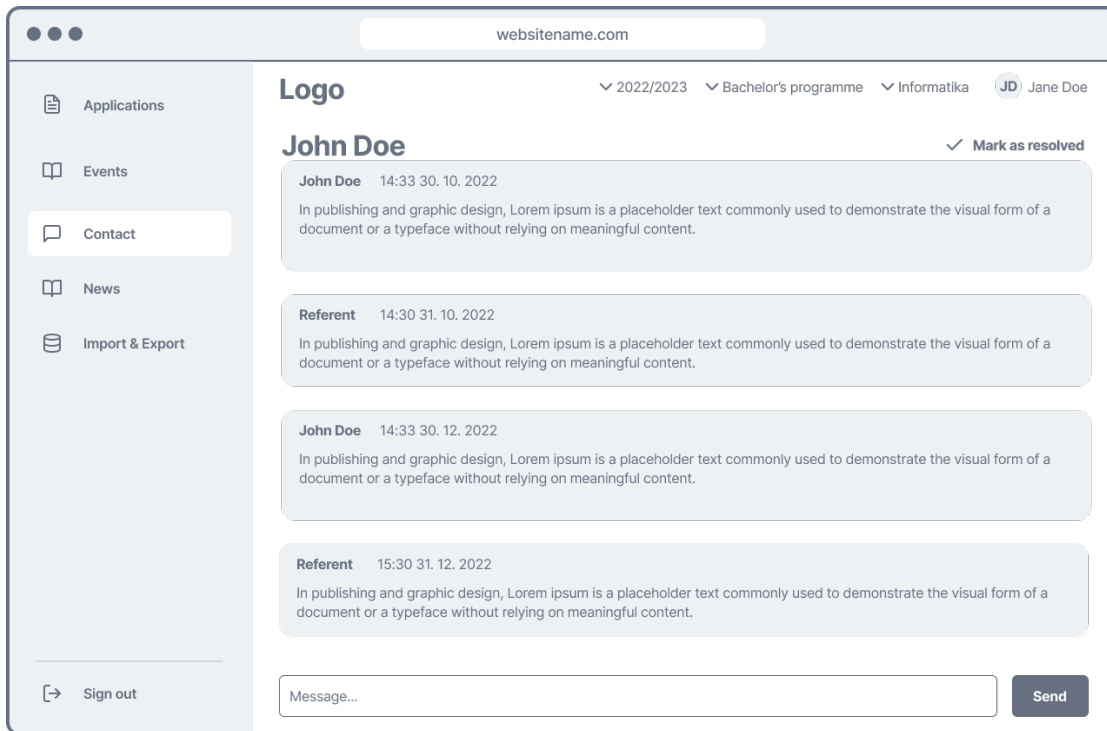 websitename.com
Applications
Events
Contact
News
Import & Export
Sign out
Logo
2022/2023 Bachelor's programme Informatika JD Jane Doe
John Doe
Mark as resolved
John Doe 14:33 30. 10. 2022
In publishing and graphic design, Lorem ipsum is a placeholder text commonly used to demonstrate the visual form of a
document or a typeface without relying on meaningful content.
Referent 14:30 31. 10. 2022
In publishing and graphic design, Lorem ipsum is a placeholder text commonly used to demonstrate the visual form of a
document or a typeface without relying on meaningful content.
John Doe 14:33 30. 12. 2022
In publishing and graphic design, Lorem ipsum is a placeholder text commonly used to demonstrate the visual form of a
document or a typeface without relying on meaningful content.
Referent 15:30 31. 12. 2022
In publishing and graphic design, Lorem ipsum is a placeholder text commonly used to demonstrate the visual form of a
document or a typeface without relying on meaningful content.
Message...
Send